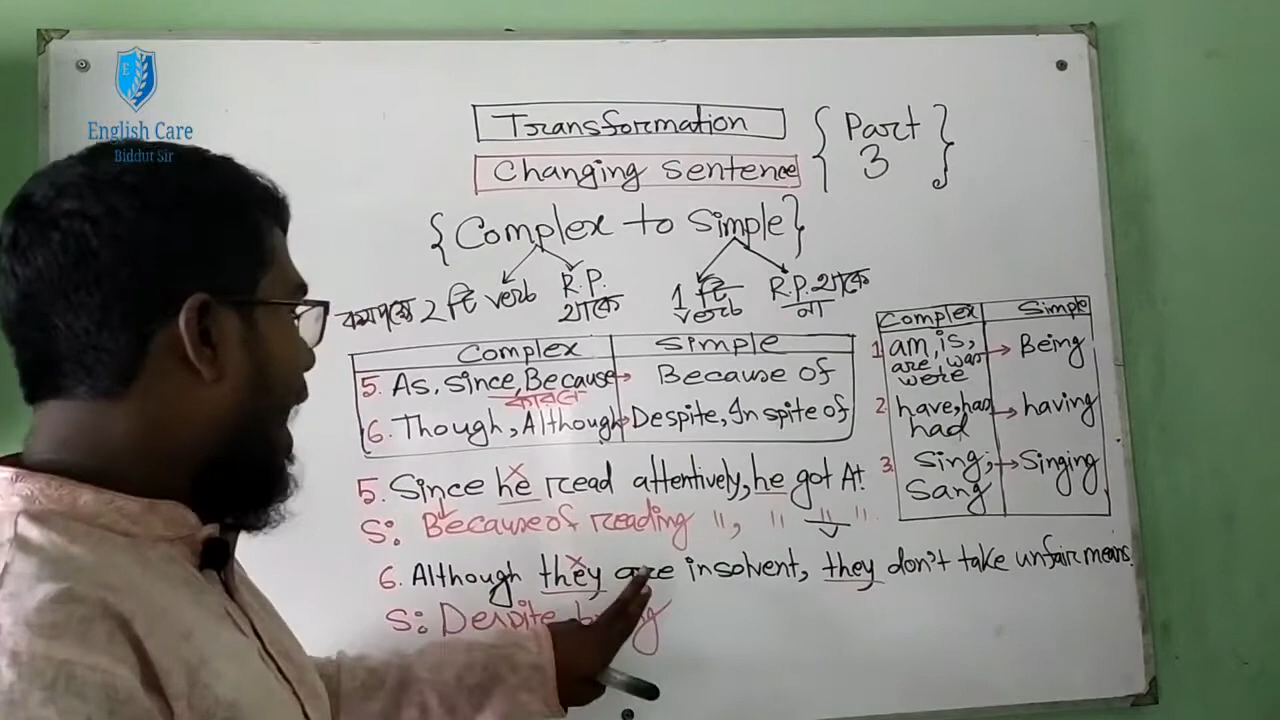 English Care
Biddut Sir
Transformation
Changing Sentence
{ Part 3 }
{Complex to Simple}
কমপক্ষে 2 টি verb
R.P. থাকে
1 টি verb
R.P. থাকে না
Complex Simple
5. As, Since, Because → Because of
কারণে
6. Though, Although → Despite, In spite of
Complex Simple
1. am, is, are, was, were → Being
2. have, has, had → having
3. Sing, Sang → Singing
5. Since he read attentively, he got A+.
S: Because of reading ", " " ".
V
6. Although they are insolvent, they don't take unfair means.
S: Despite being